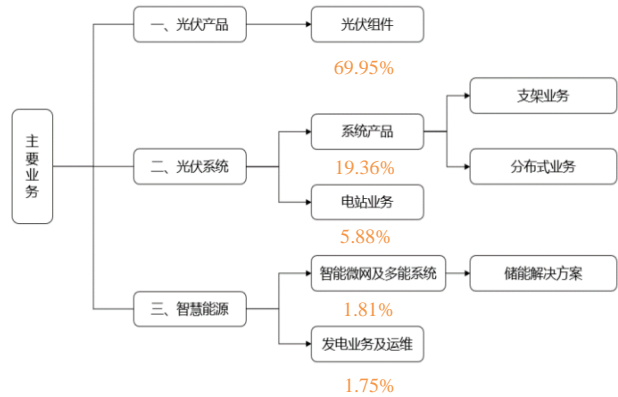 主要业务
一、光伏产品
光伏组件
69.95%
二、光伏系统
系统产品
19.36%
支架业务
分布式业务
电站业务
5.88%
三、智慧能源
智能微网及多能系统
1.81%
储能解决方案
发电业务及运维
1.75%